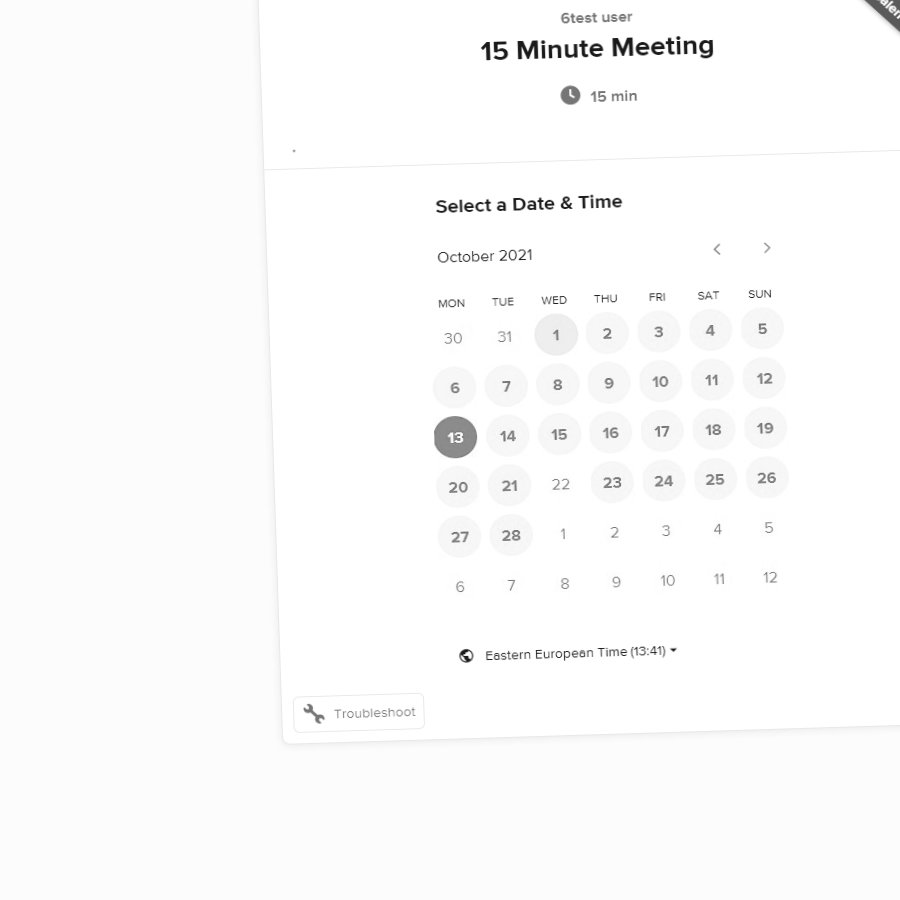 6test user
15 Minute Meeting
15 min
Select a Date & Time
October 2021
MON TUE WED THU FRI SAT SUN
30 31 1 2 3 4 5
6 7 8 9 10 11 12
13 14 15 16 17 18 19
20 21 22 23 24 25 26
27 28 1 2 3 4 5
6 7 8 9 10 11 12
Eastern European Time (13:41)
Troubleshoot